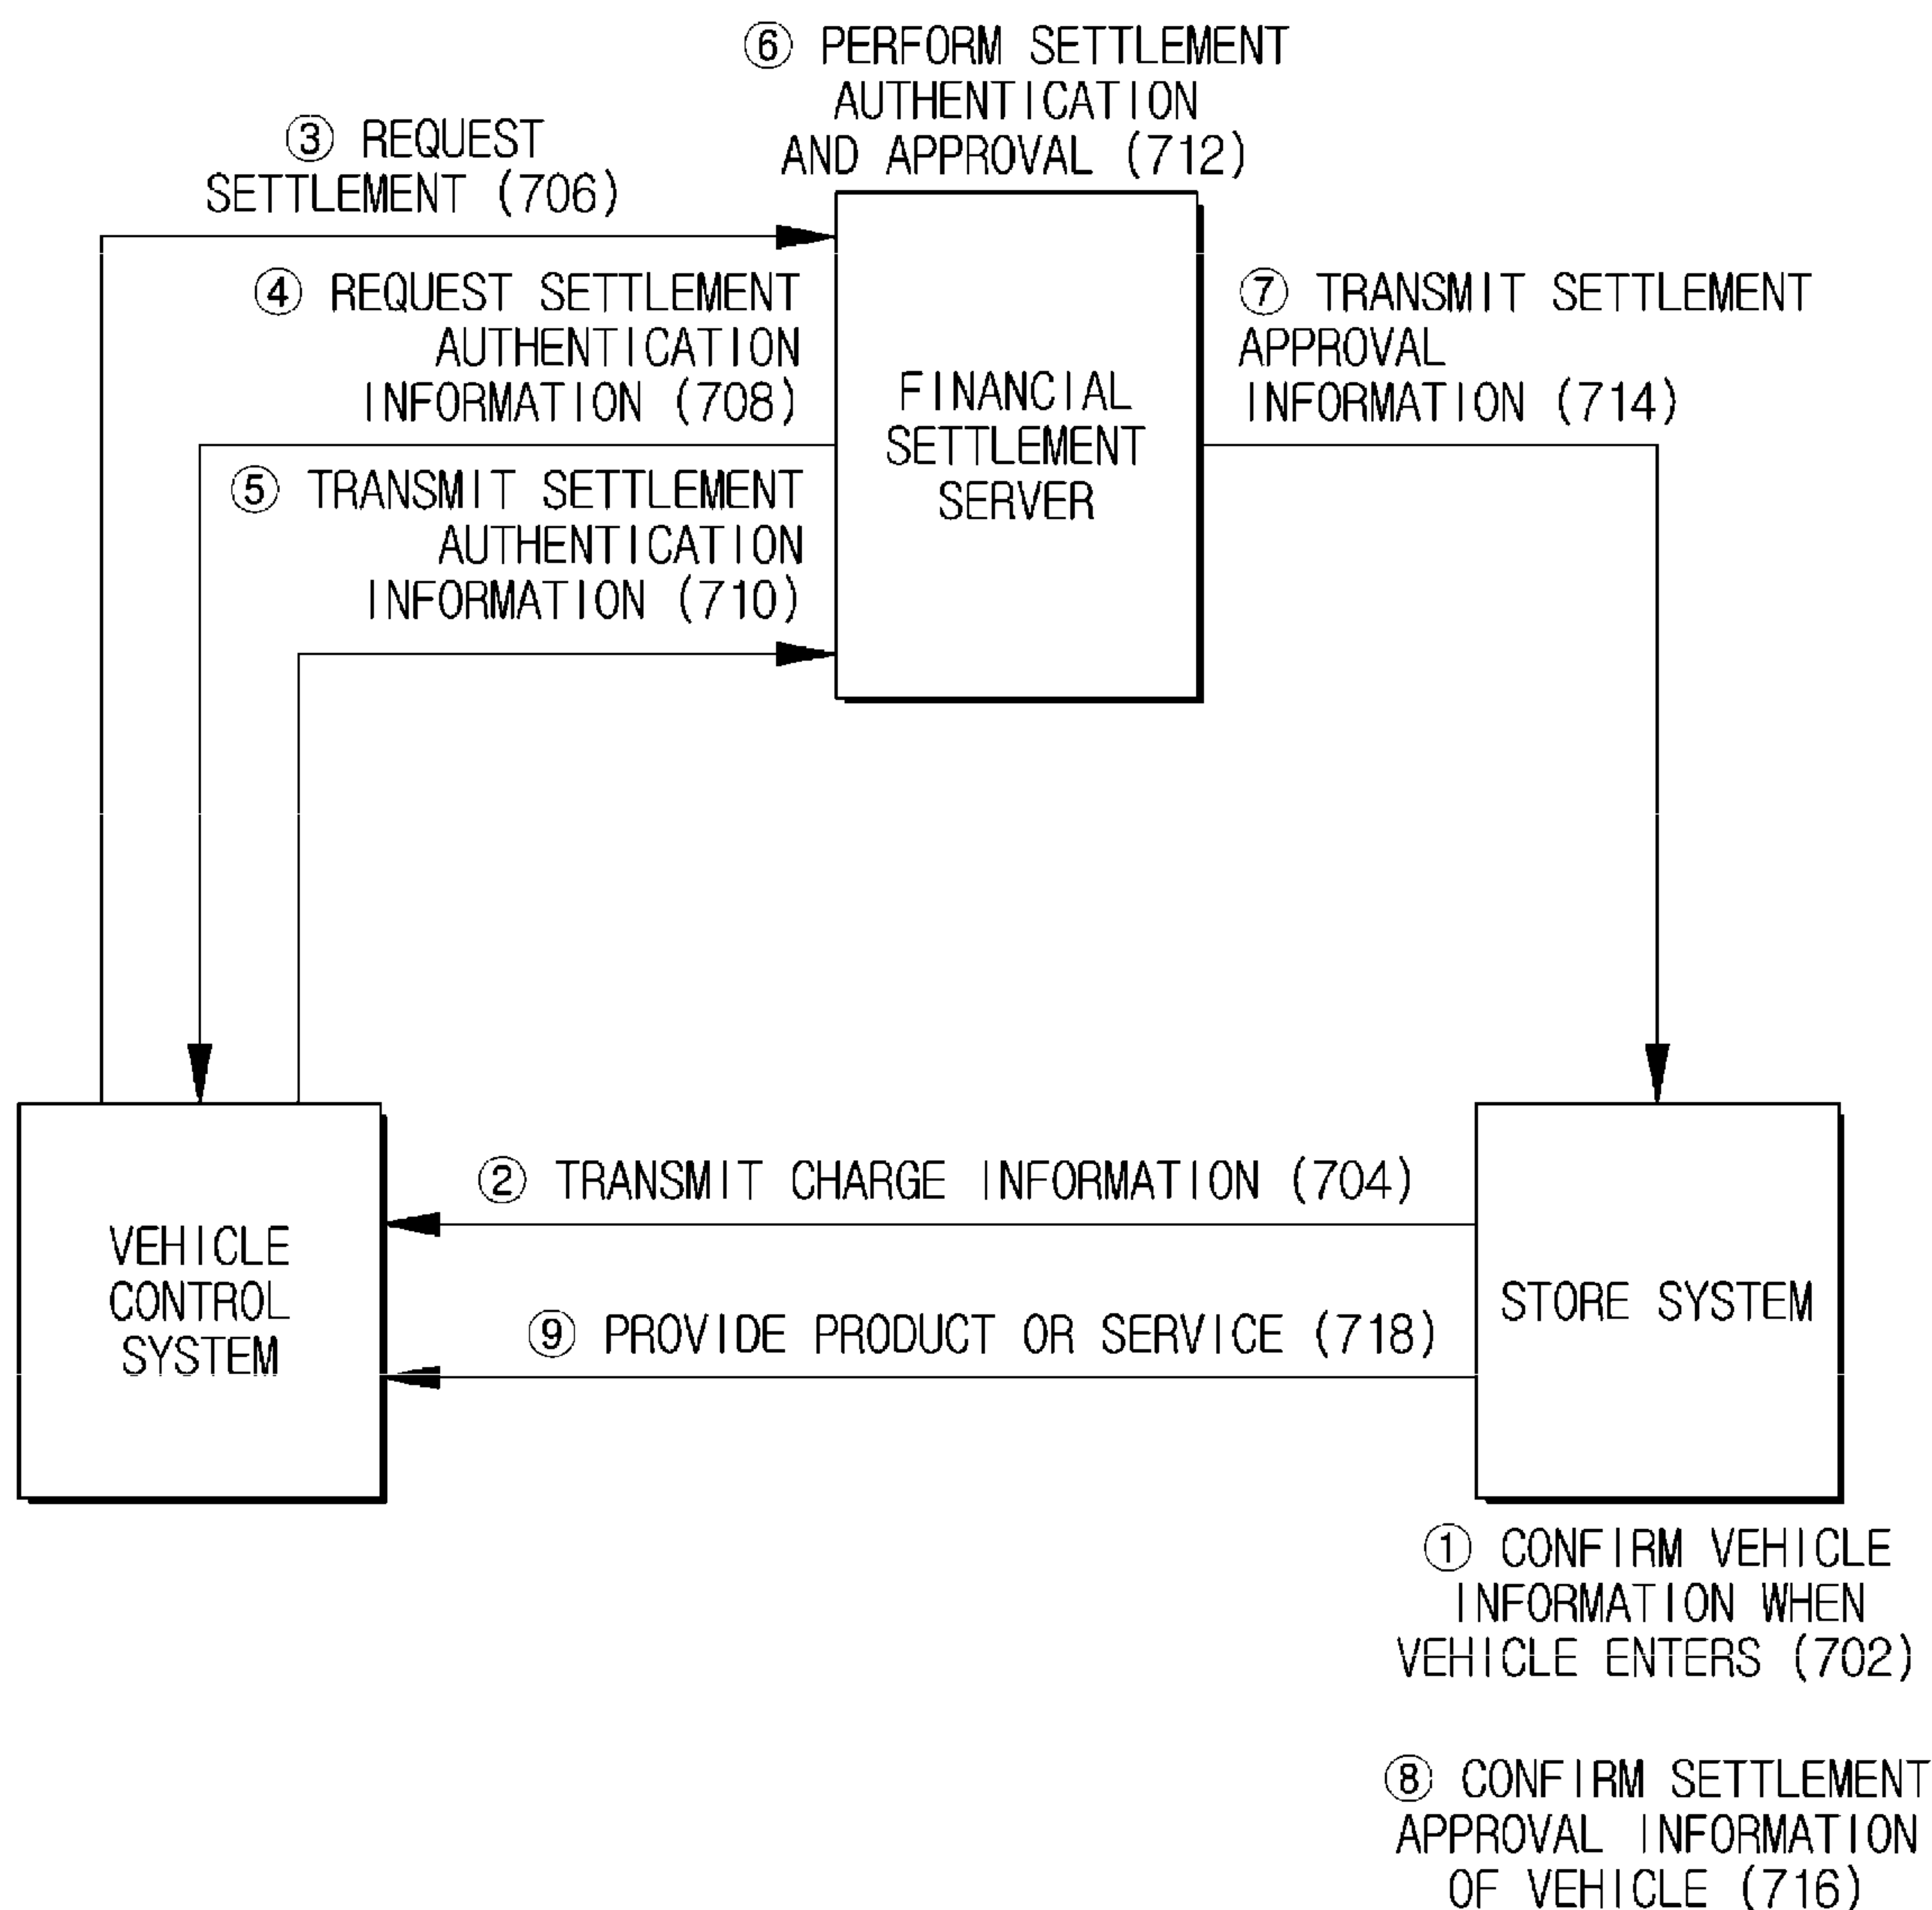 ⑥ PERFORM SETTLEMENT
AUTHENTICATION
AND APPROVAL (712)
③ REQUEST
SETTLEMENT (706)
④ REQUEST SETTLEMENT
AUTHENTICATION
INFORMATION (708)
⑦ TRANSMIT SETTLEMENT
APPROVAL
INFORMATION (714)
FINANCIAL
SETTLEMENT
SERVER
⑤ TRANSMIT SETTLEMENT
AUTHENTICATION
INFORMATION (710)
② TRANSMIT CHARGE INFORMATION (704)
VEHICLE
CONTROL
SYSTEM
STORE SYSTEM
⑨ PROVIDE PRODUCT OR SERVICE (718)
① CONFIRM VEHICLE
INFORMATION WHEN
VEHICLE ENTERS (702)
⑧ CONFIRM SETTLEMENT
APPROVAL INFORMATION
OF VEHICLE (716)